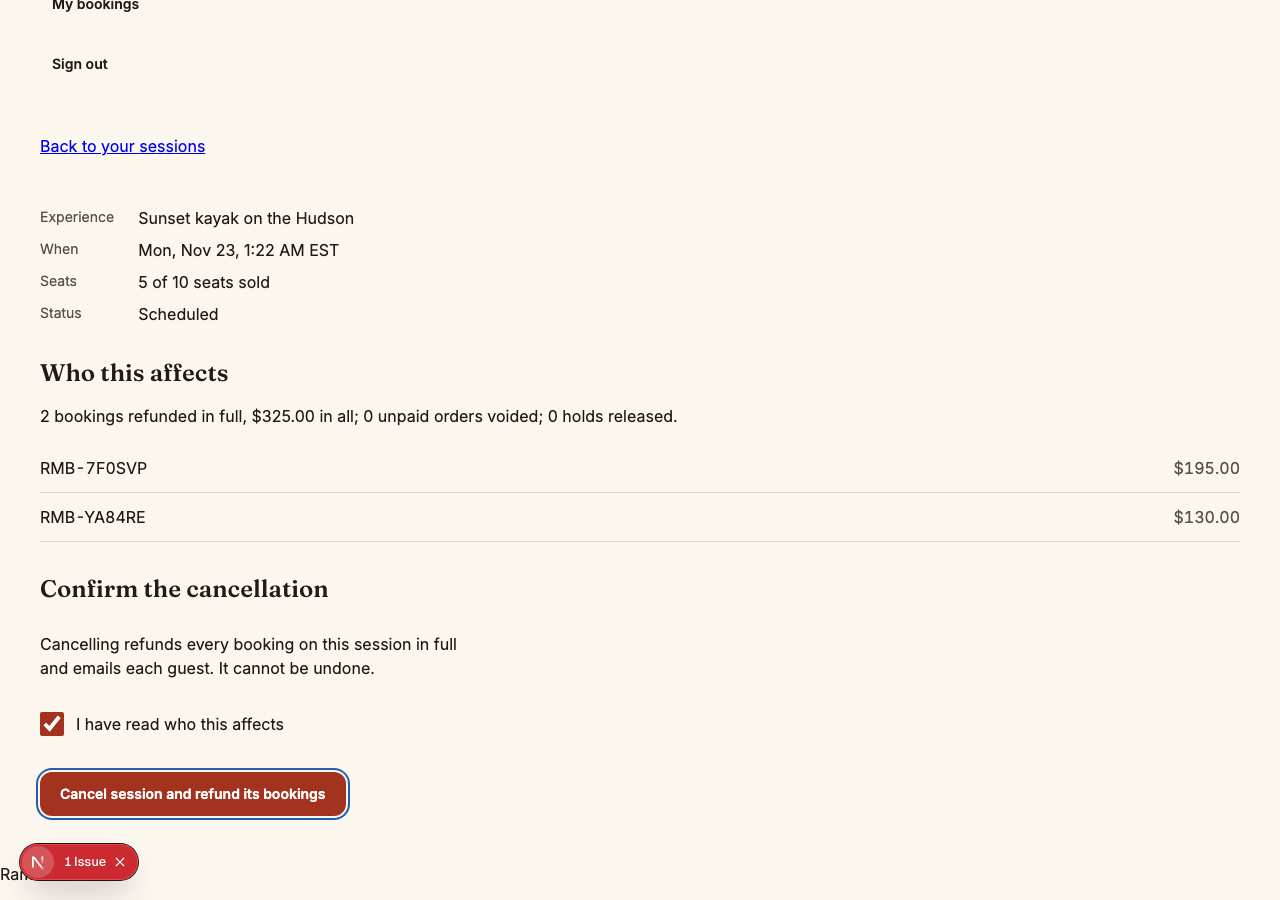 My bookings
Sign out
Back to your sessions
Experience Sunset kayak on the Hudson
When Mon, Nov 23, 1:22 AM EST
Seats 5 of 10 seats sold
Status Scheduled
Who this affects
2 bookings refunded in full, $325.00 in all; 0 unpaid orders voided; 0 holds released.
RMB-7F0SVP $195.00
RMB-YA84RE $130.00
Confirm the cancellation
Cancelling refunds every booking on this session in full
and emails each guest. It cannot be undone.
I have read who this affects
Cancel session and refund its bookings
N 1 Issue